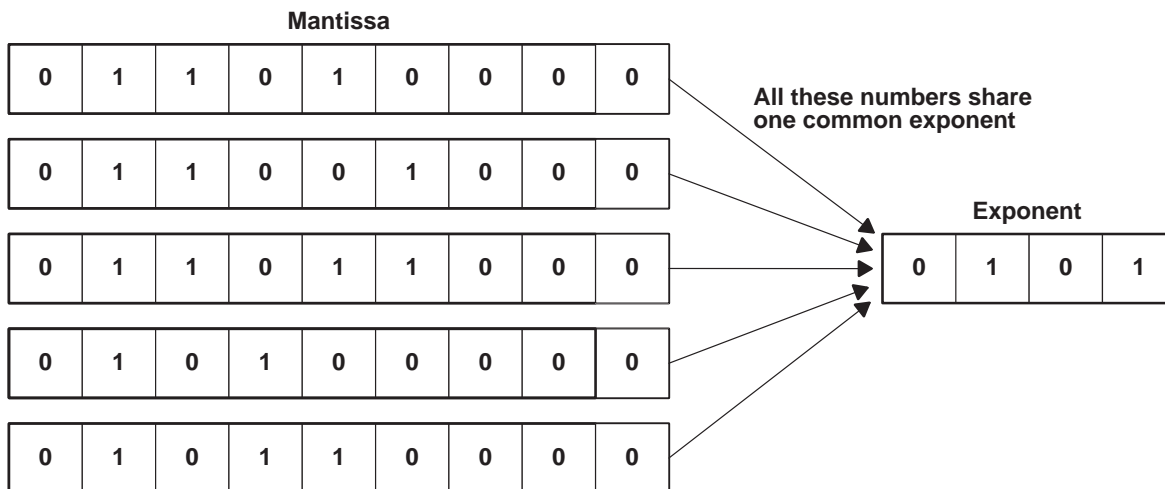 Mantissa
0 1 1 0 1 0 0 0 0
All these numbers share
one common exponent
0 1 1 0 0 1 0 0 0
Exponent
0 1 1 0 1 1 0 0 0
0 1 0 1
0 1 0 1 0 0 0 0 0
0 1 0 1 1 0 0 0 0